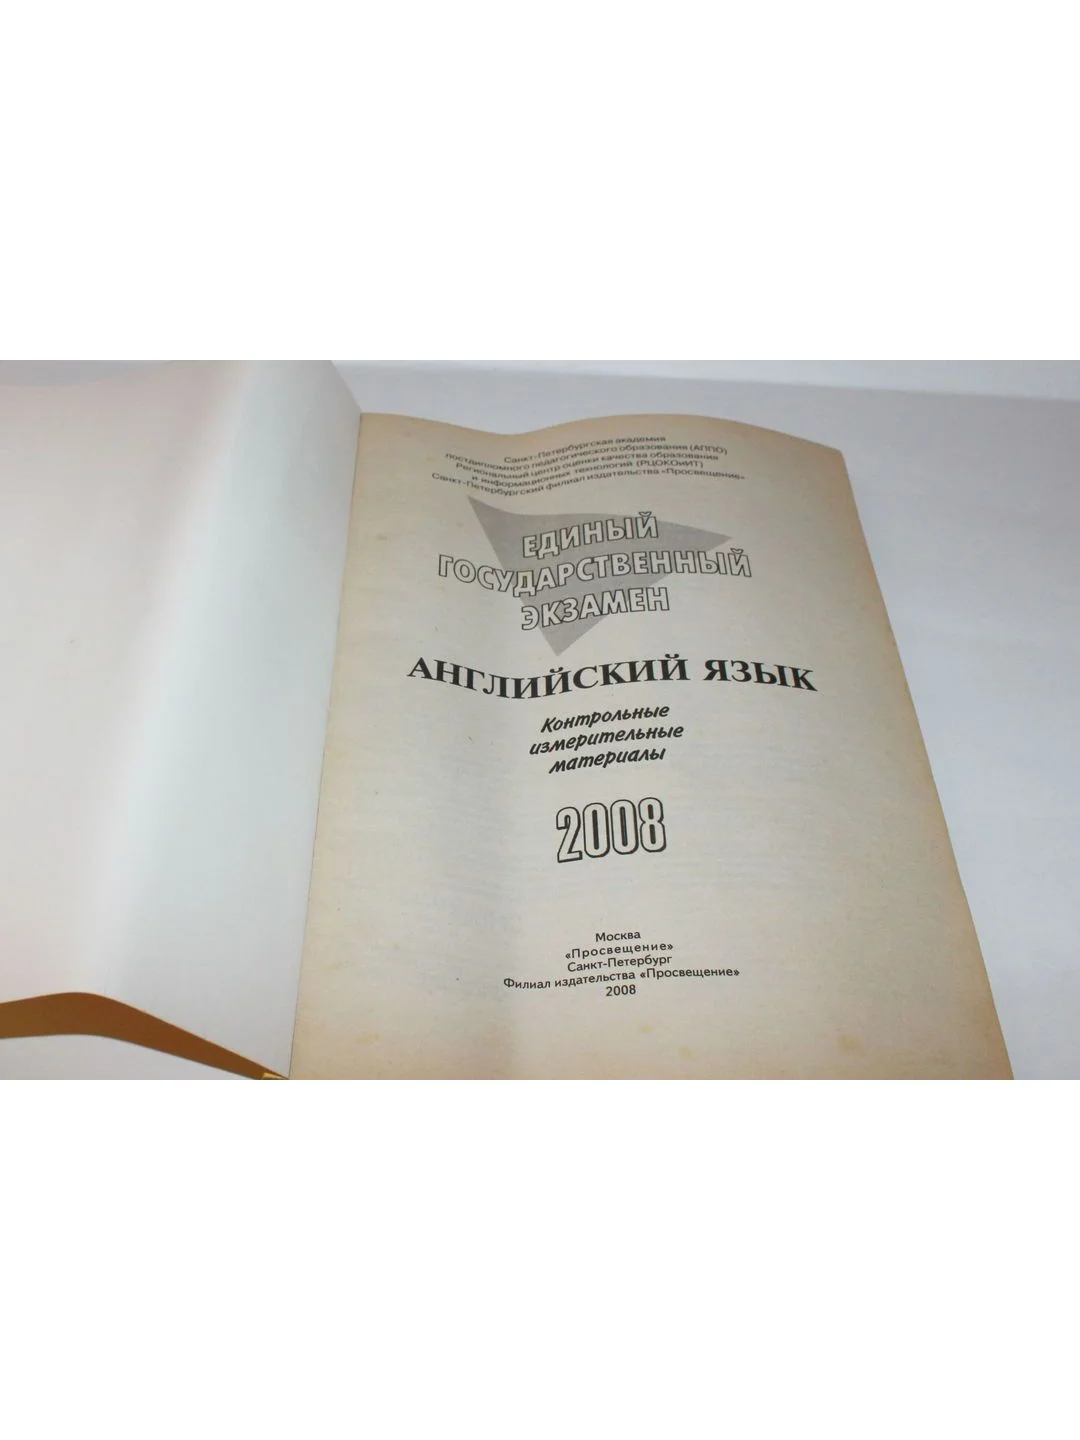 Санкт-Петербургская академия
постдипломного педагогического образования (АППО)
Региональный центр оценки качества образования
и информационных технологий (РЦОКОиИТ)
Санкт-Петербургский филиал издательства «Просвещение»
ЕДИНЫЙ
ГОСУДАРСТВЕННЫЙ
ЭКЗАМЕН
АНГЛИЙСКИЙ ЯЗЫК
Контрольные
измерительные
материалы
2008
Москва
«Просвещение»
Санкт-Петербург
Филиал издательства «Просвещение»
2008